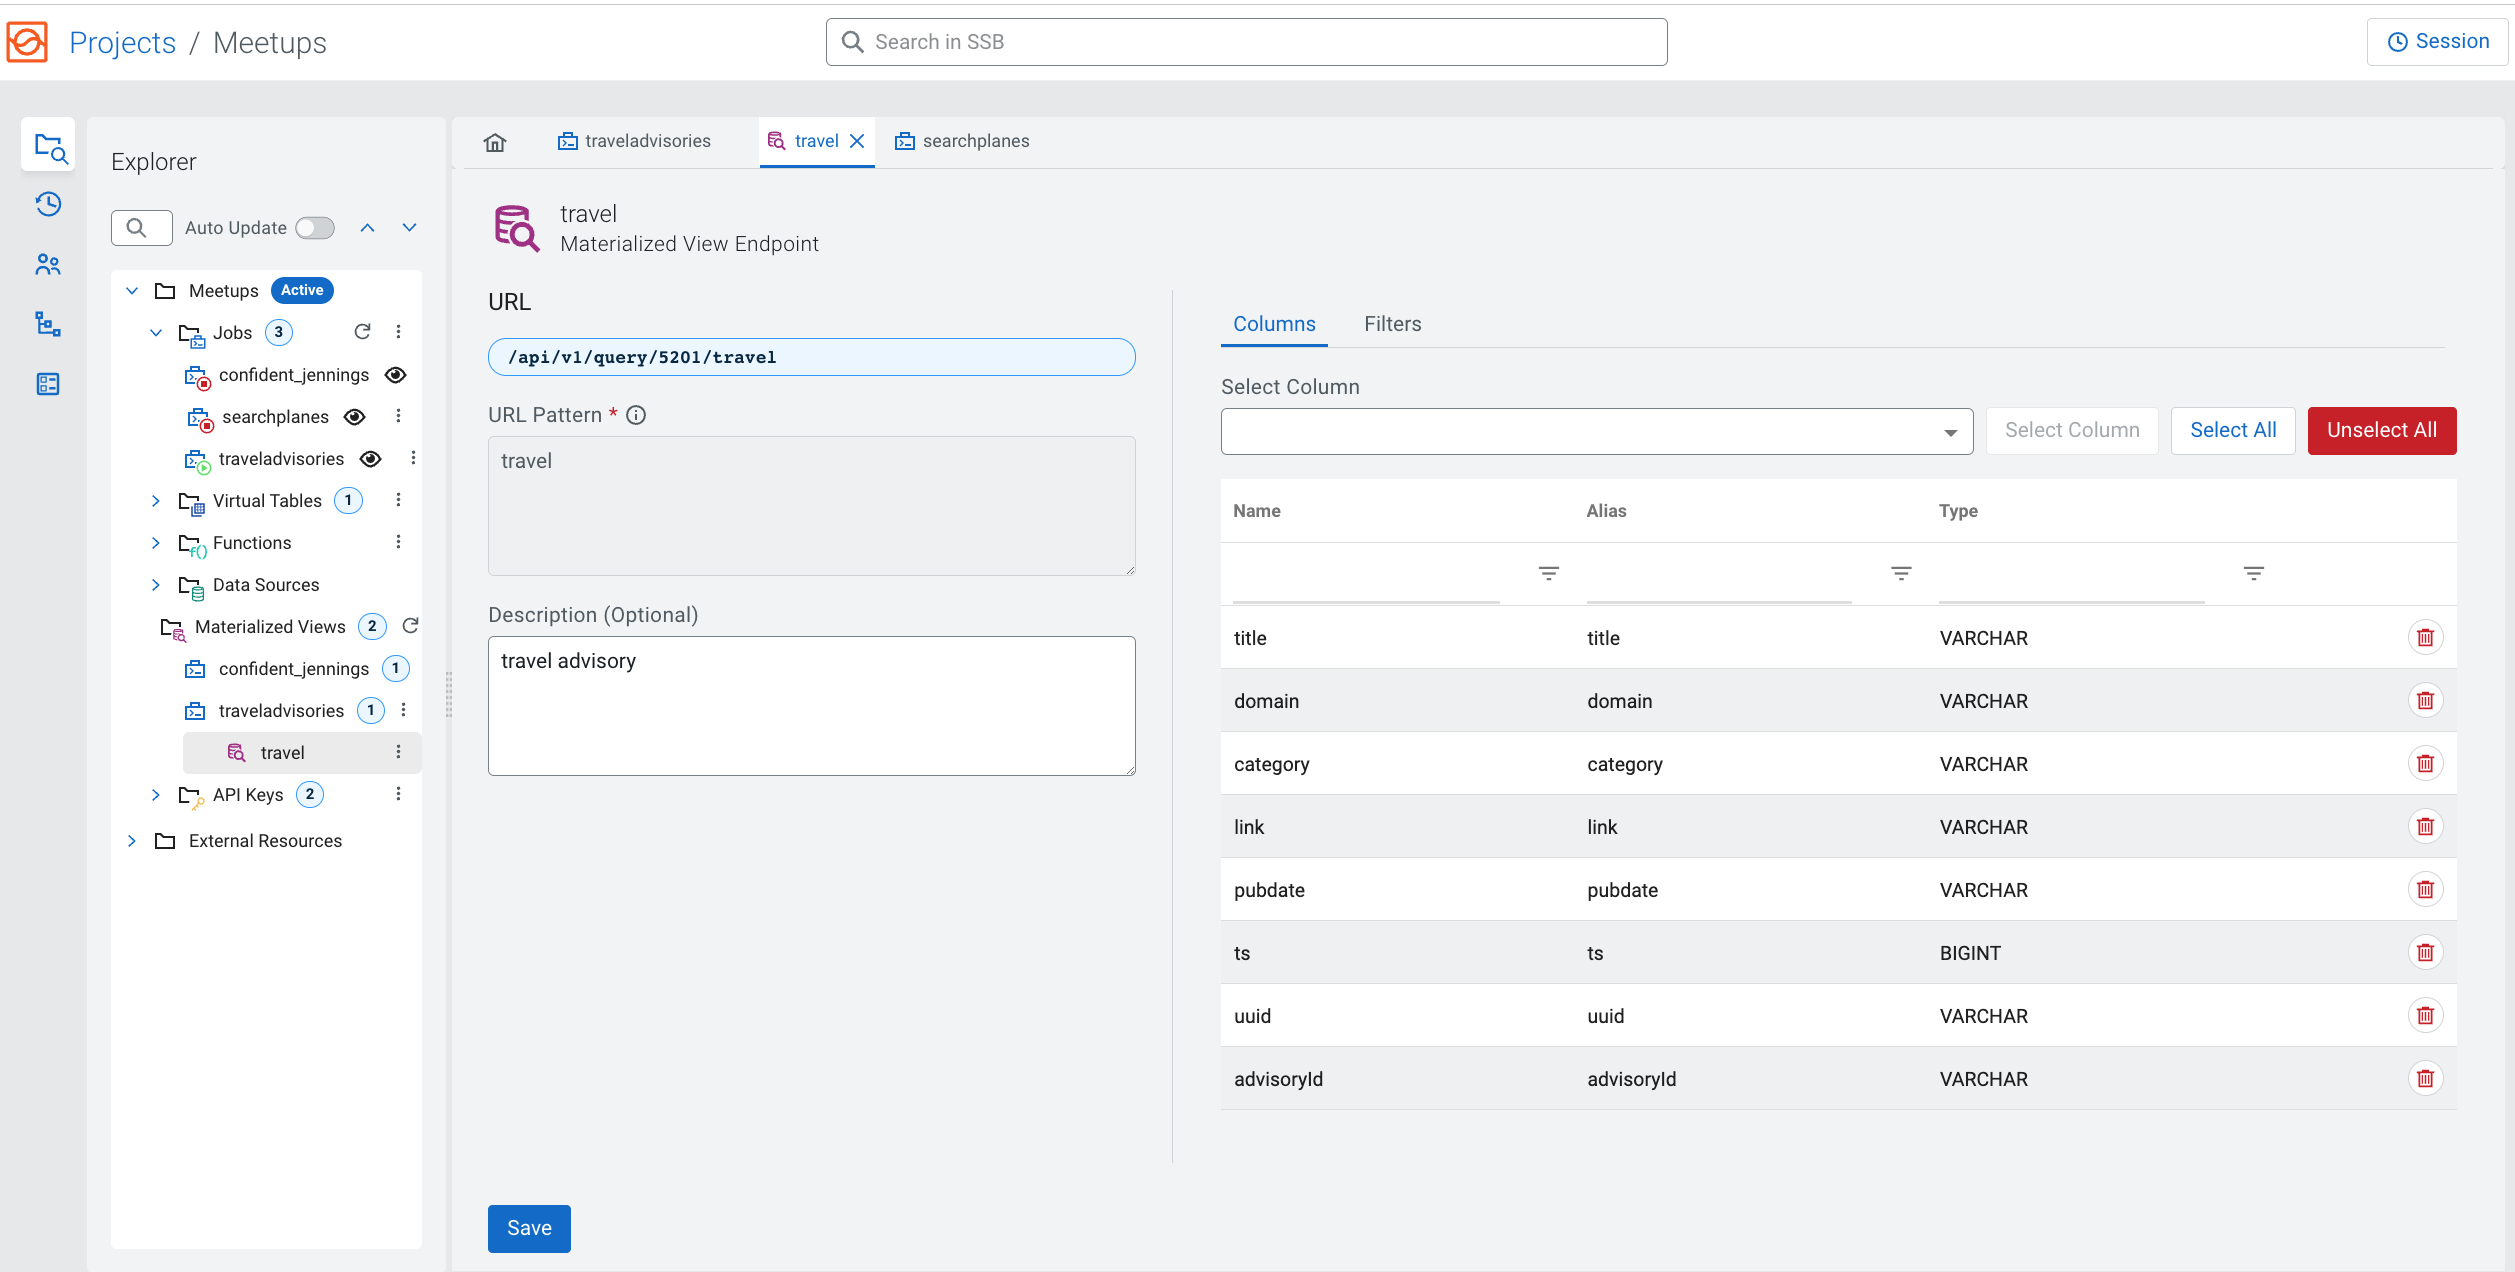 Projects / Meetups
Search in SSB
Session
Explorer
Auto Update
Meetups Active
Jobs 3
confident_jennings
searchplanes
traveladvisories
Virtual Tables 1
f() Functions
Data Sources
Materialized Views 2
confident_jennings 1
traveladvisories 1
travel
API Keys 2
External Resources
traveladvisories
travel
searchplanes
travel
Materialized View Endpoint
URL
/api/v1/query/5201/travel
URL Pattern *
travel
Description (Optional)
travel advisory
Save
Columns Filters
Select Column
Select Column Select All Unselect All
Name Alias Type
title title VARCHAR
domain domain VARCHAR
category category VARCHAR
link link VARCHAR
pubdate pubdate VARCHAR
ts ts BIGINT
uuid uuid VARCHAR
advisoryId advisoryId VARCHAR